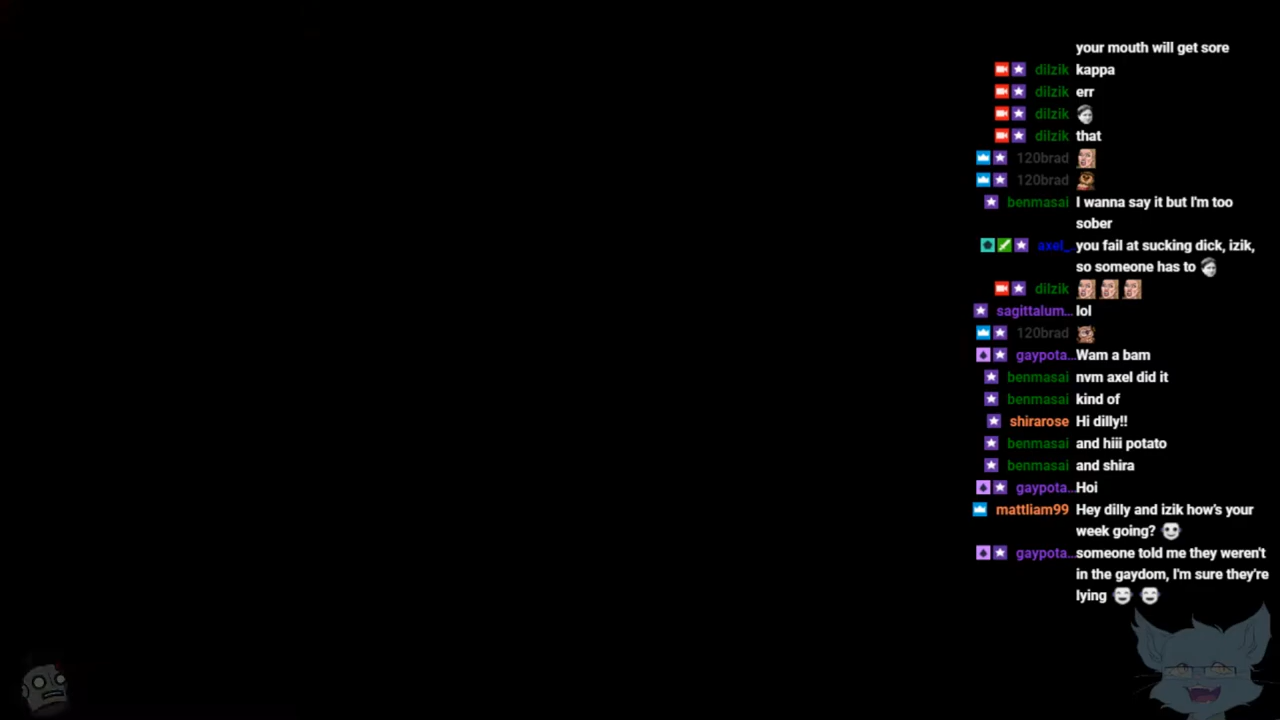 your mouth will get sore
dilzik kappa
dilzik err
dilzik
dilzik that
120brad
120brad
benmasai I wanna say it but I'm too
sober
axel_... you fail at sucking dick, izik,
so someone has to
dilzik
sagittalum... lol
120brad
gaypota... Wam a bam
benmasai nvm axel did it
benmasai kind of
shirarose Hi dilly!!
benmasai and hiii potato
benmasai and shira
gaypota... Hoi
mattliam99 Hey dilly and izik how's your
week going?
gaypota... someone told me they weren't
in the gaydom, I'm sure they're
lying